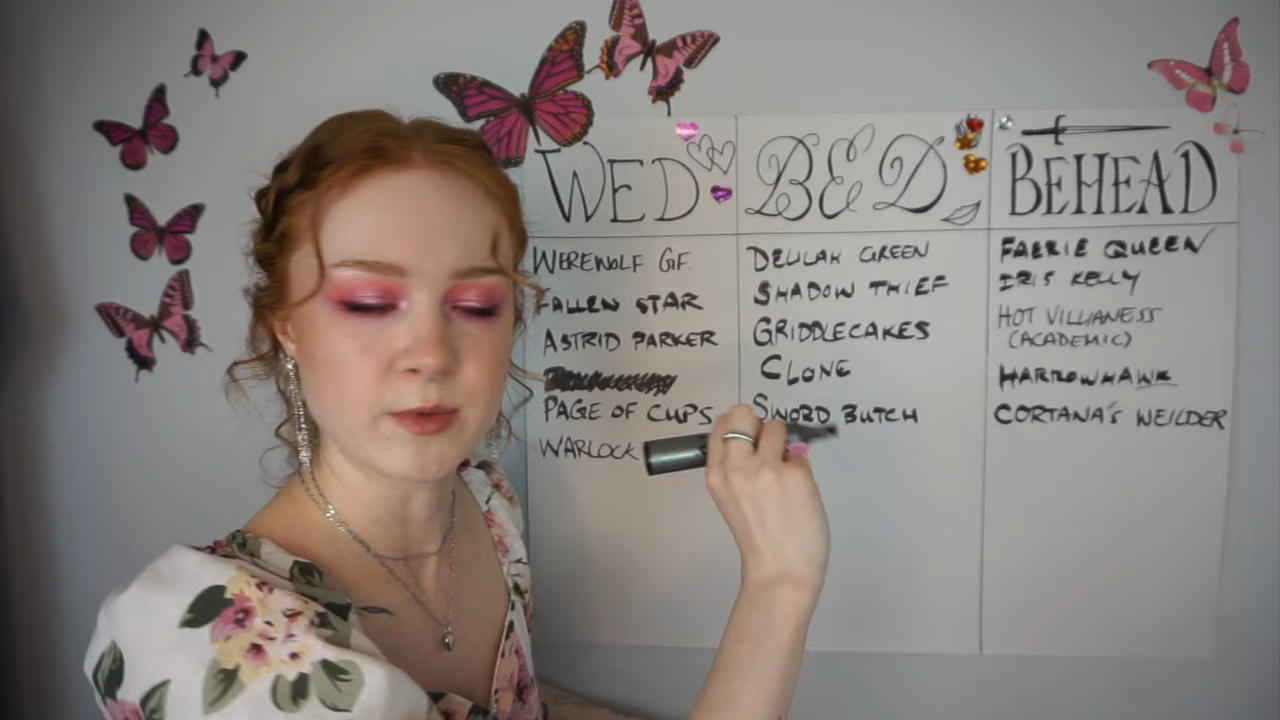 WED
WEREWOLF GF
FALLEN STAR
ASTRID PARKER
PAGE OF CUPS
WARLOCK
BED
DELILAH GREEN
SHADOW THIEF
GRIDDLECAKES
CLONE
SWORD BUTCH
BEHEAD
FAERIE QUEEN
IRIS KELLY
HOT VILLIANESS
(ACADEMIC)
HARROWHAWK
CORTANA'S WEILDER